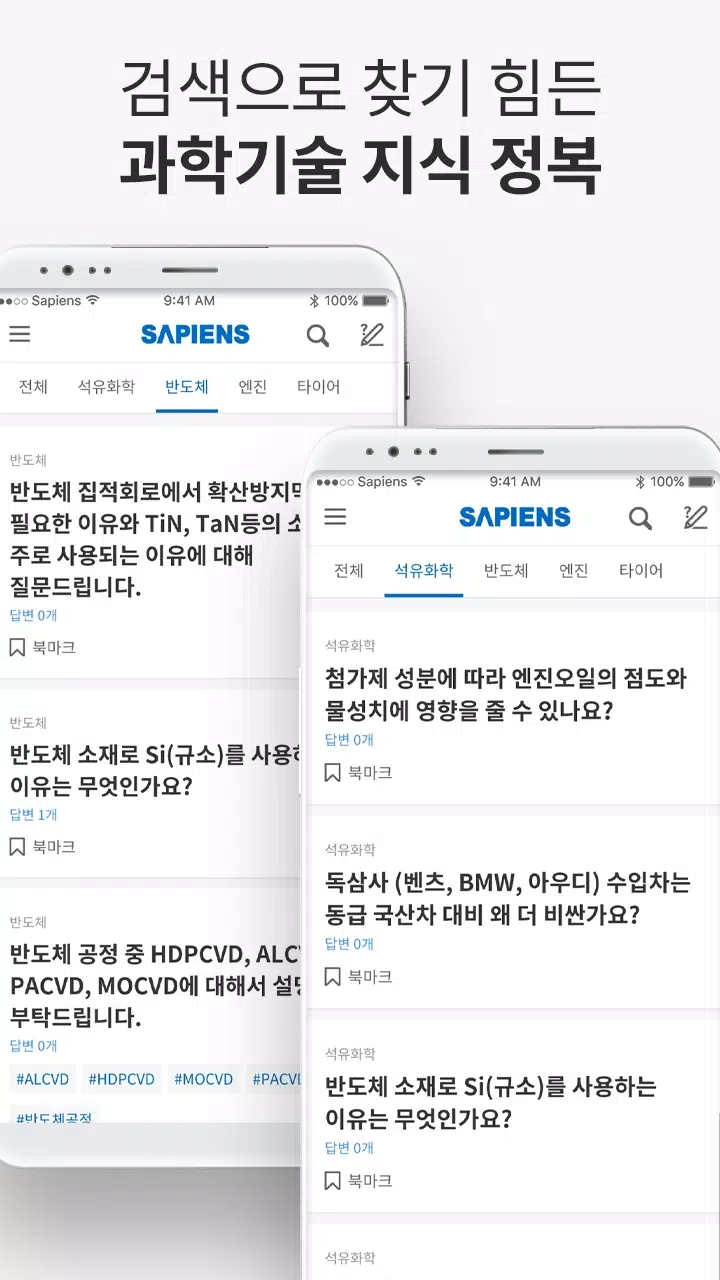 검색으로 찾기 힘든
과학기술 지식 정복
Sapiens
9:41 AM
100%
SAPIENS
전체 석유화학 반도체 엔진 타이어
반도체
반도체 집적회로에서 확산방지막
필요한 이유와 TiN, TaN등의 소
주로 사용되는 이유에 대해
질문드립니다.
답변 0개
북마크
반도체
반도체 소재로 Si(규소)를 사용하
이유는 무엇인가요?
답변 1개
북마크
반도체
반도체 공정 중 HDPCVD, ALC
PACVD, MOCVD에 대해서 설명
부탁드립니다.
답변 0개
#ALCVD #HDPCVD #MOCVD #PACVD
#반도체공정
Sapiens
9:41 AM
100%
SAPIENS
전체 석유화학 반도체 엔진 타이어
석유화학
첨가제 성분에 따라 엔진오일의 점도와
물성치에 영향을 줄 수 있나요?
답변 0개
북마크
석유화학
독삼사 (벤츠, BMW, 아우디) 수입차는
동급 국산차 대비 왜 더 비싼가요?
답변 0개
북마크
석유화학
반도체 소재로 Si(규소)를 사용하는
이유는 무엇인가요?
답변 0개
북마크
석유화학